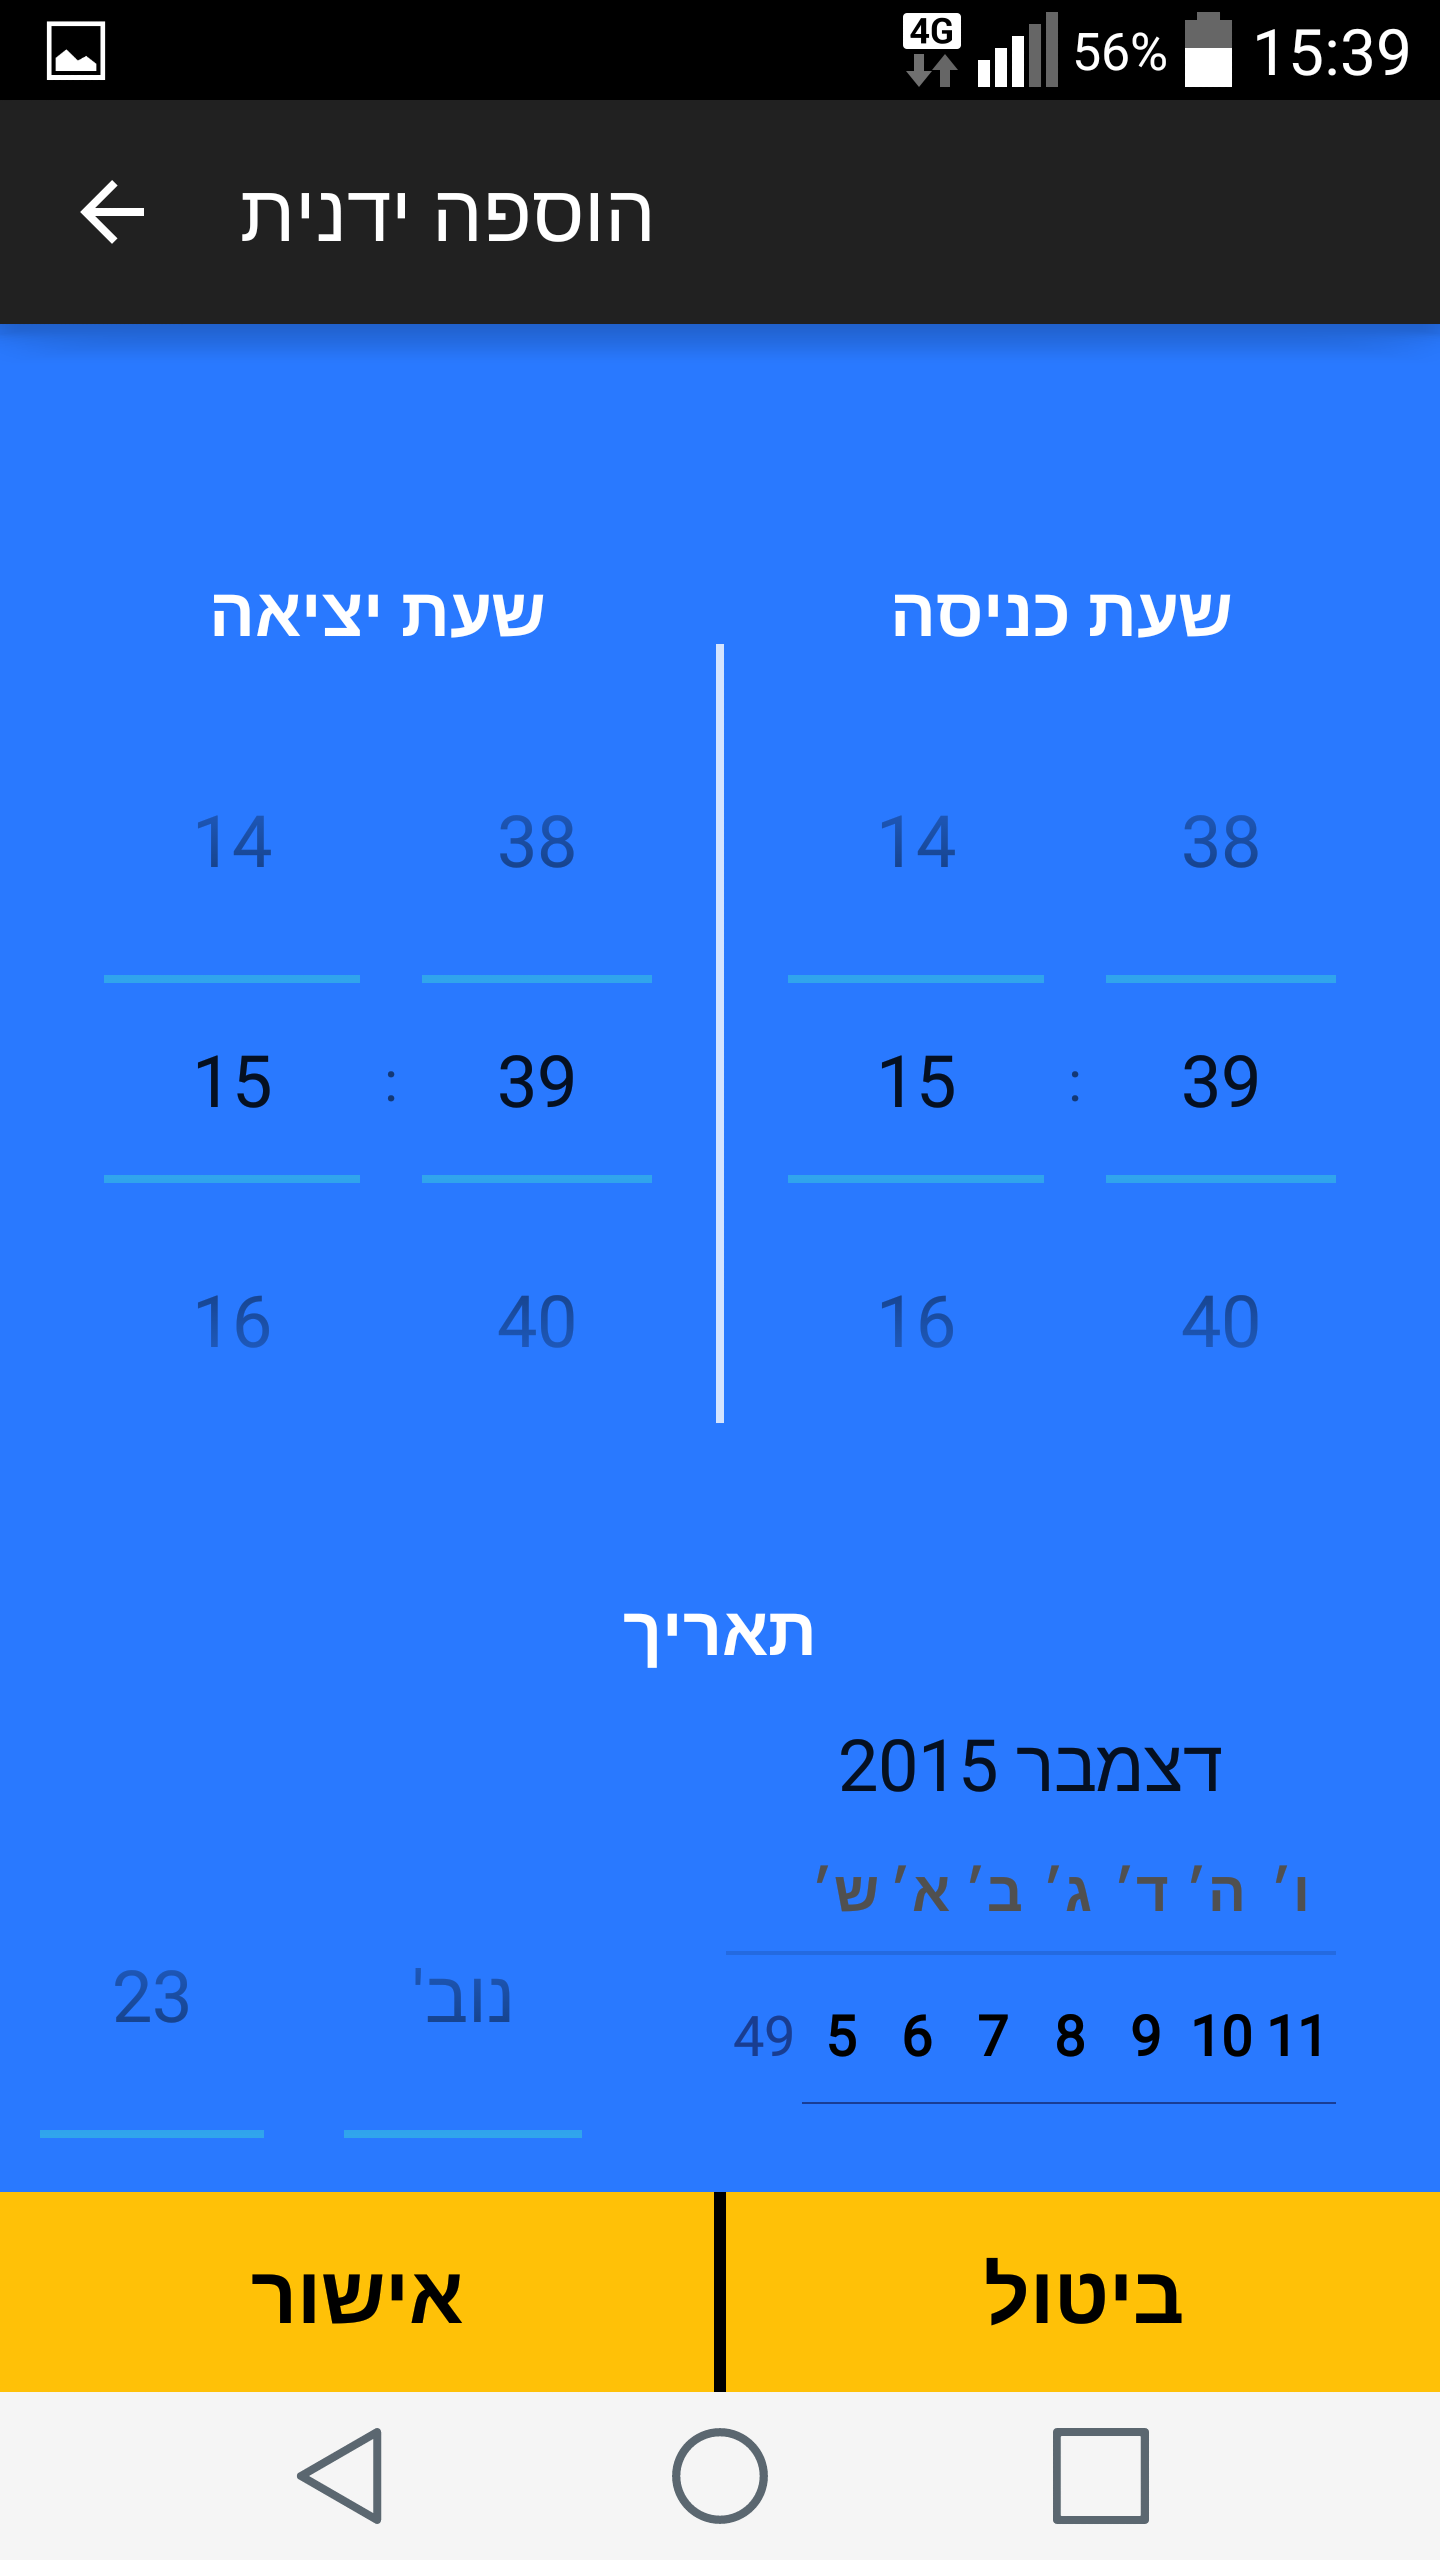 4G 56% 15:39
הוספה ידנית
שעת כניסה
שעת יציאה
14 38 14 38
15 : 39 15 : 39
16 40 16 40
תאריך
דצמבר 2015
ש׳ א׳ ב׳ ג׳ ד׳ ה׳ ו׳
23 נוב'
49 5 6 7 8 9 10 11
ביטול
אישור